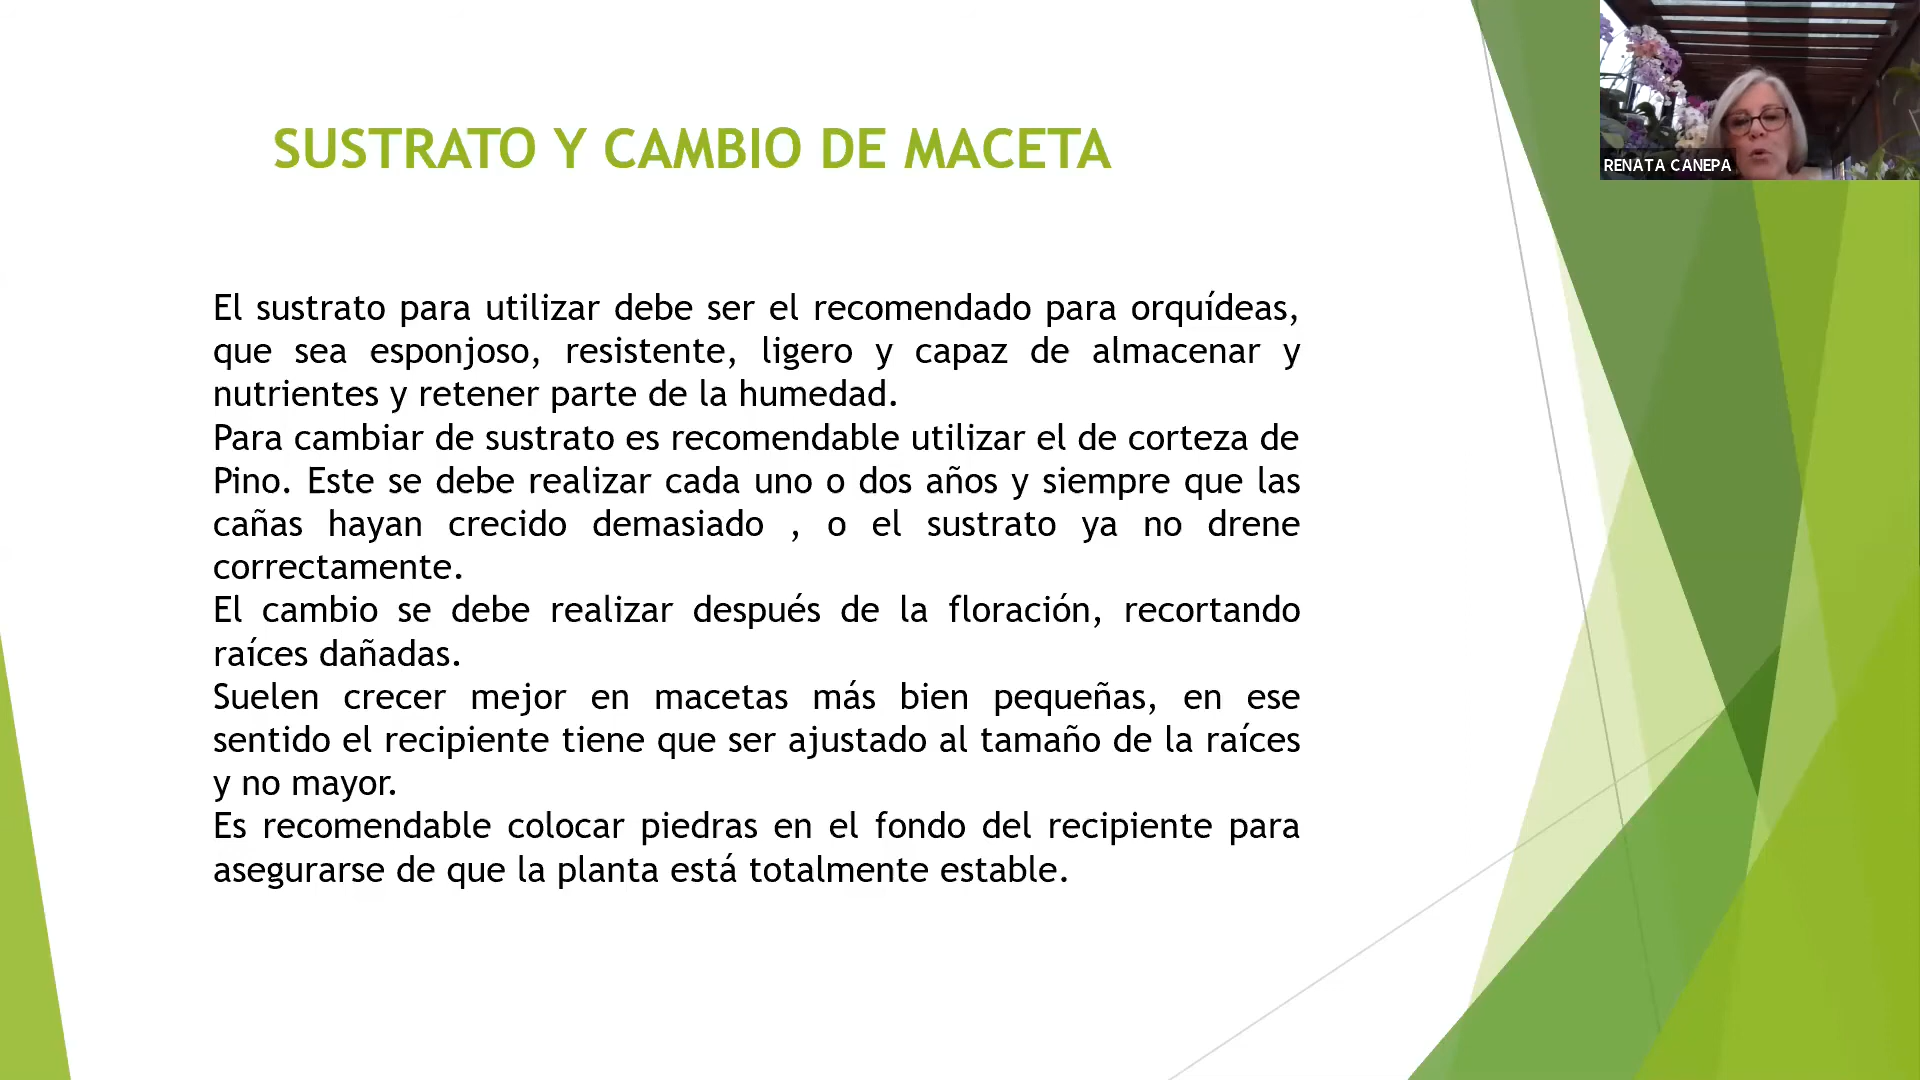 SUSTRATO Y CAMBIO DE MACETA
RENATA CANEPA
El sustrato para utilizar debe ser el recomendado para orquídeas,
que sea esponjoso, resistente, ligero y capaz de almacenar y
nutrientes y retener parte de la humedad.
Para cambiar de sustrato es recomendable utilizar el de corteza de
Pino. Este se debe realizar cada uno o dos años y siempre que las
cañas hayan crecido demasiado , o el sustrato ya no drene
correctamente.
El cambio se debe realizar después de la floración, recortando
raíces dañadas.
Suelen crecer mejor en macetas más bien pequeñas, en ese
sentido el recipiente tiene que ser ajustado al tamaño de la raíces
y no mayor.
Es recomendable colocar piedras en el fondo del recipiente para
asegurarse de que la planta está totalmente estable.